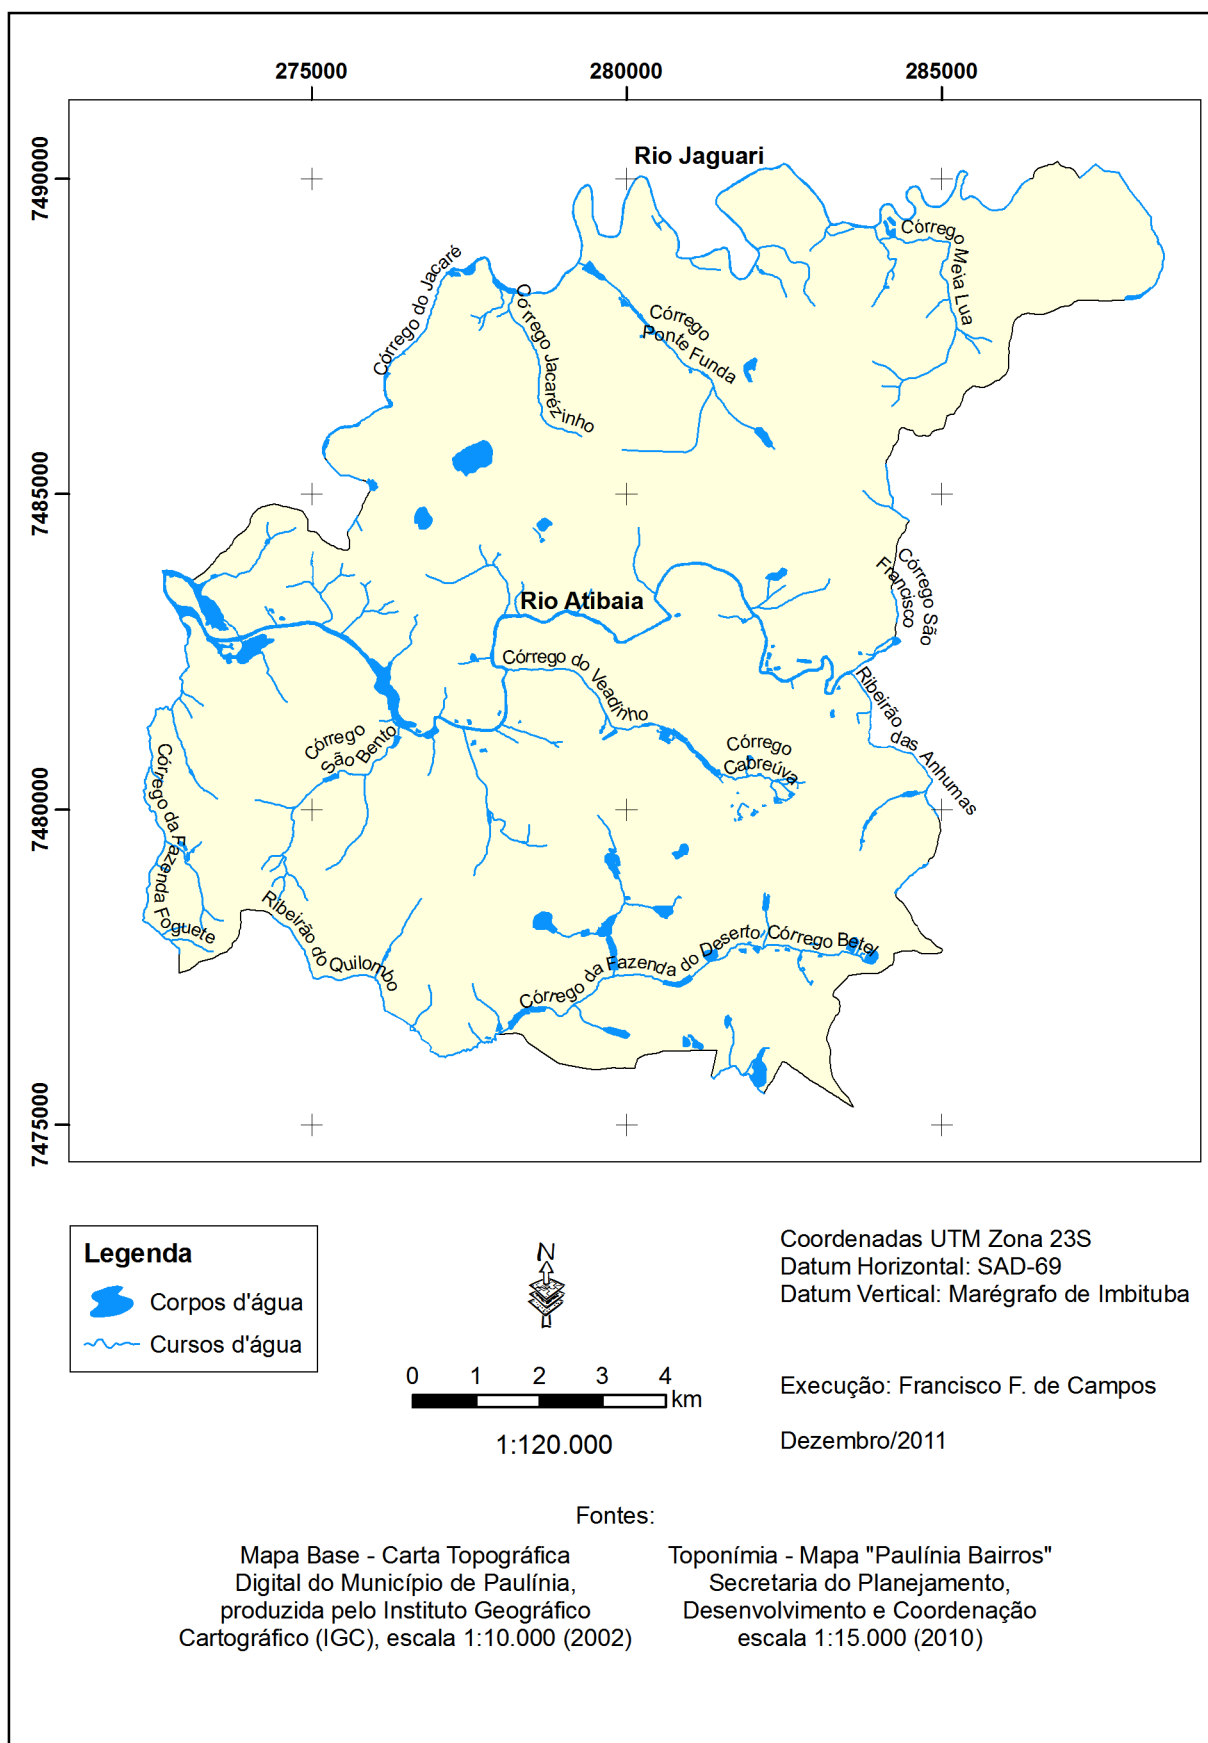 275000
280000
285000
7490000
7485000
7480000
7475000
Rio Jaguari
Córrego Meia Lua
Córrego do Jacaré
Córrego Jacarézinho
Córrego
Ponte Funda
Córrego São
Francisco
Rio Atibaia
Córrego do Veadinho
Ribeirão das Anhumas
Córrego
São Bento
Córrego
Cabreúva
Córrego da Fazenda Foguete
Ribeirão do Quilombo
Córrego da Fazenda do Deserto
Córrego Betel
Legenda
Corpos d'água
Cursos d'água
N
0 1 2 3 4
km
1:120.000
Coordenadas UTM Zona 23S
Datum Horizontal: SAD-69
Datum Vertical: Marégrafo de Imbituba
Execução: Francisco F. de Campos
Dezembro/2011
Fontes:
Mapa Base - Carta Topográfica
Digital do Município de Paulínia,
produzida pelo Instituto Geográfico
Cartográfico (IGC), escala 1:10.000 (2002)
Toponímia - Mapa "Paulínia Bairros"
Secretaria do Planejamento,
Desenvolvimento e Coordenação
escala 1:15.000 (2010)